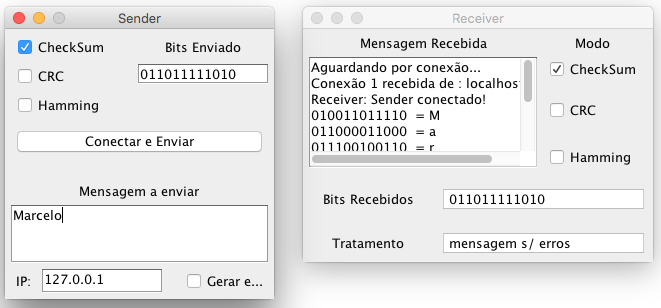 Sender
CheckSum
Bits Enviado
CRC
011011111010
Hamming
Conectar e Enviar
Mensagem a enviar
Marcelo
IP:
127.0.0.1
Gerar e...
Receiver
Mensagem Recebida
Modo
Aguardando por conexão...
Conexão 1 recebida de : localhost
Receiver: Sender conectado!
010011011110 = M
011000011000 = a
011100100110 = r
CheckSum
CRC
Hamming
Bits Recebidos
011011111010
Tratamento
mensagem s/ erros